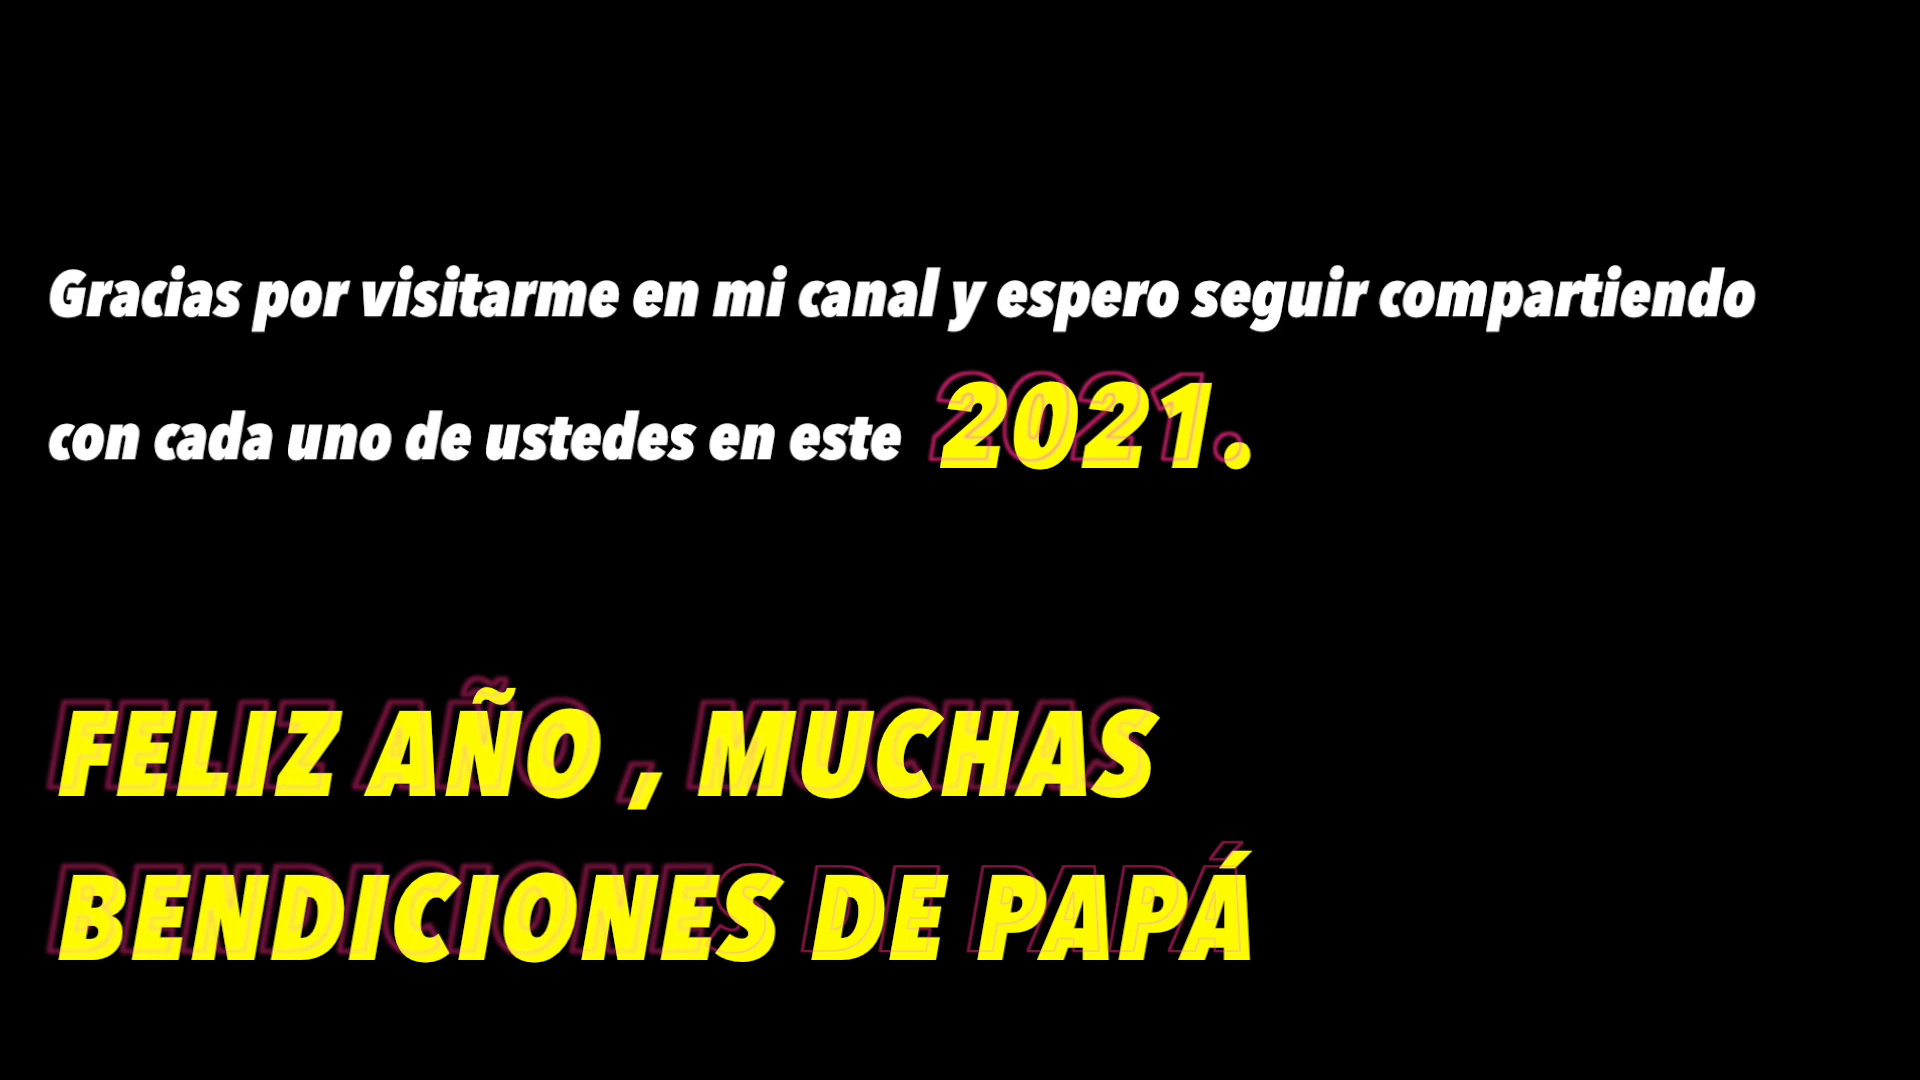 Gracias por visitarme en mi canal y espero seguir compartiendo
con cada uno de ustedes en este 2021.
FELIZ AÑO , MUCHAS
BENDICIONES DE PAPÁ